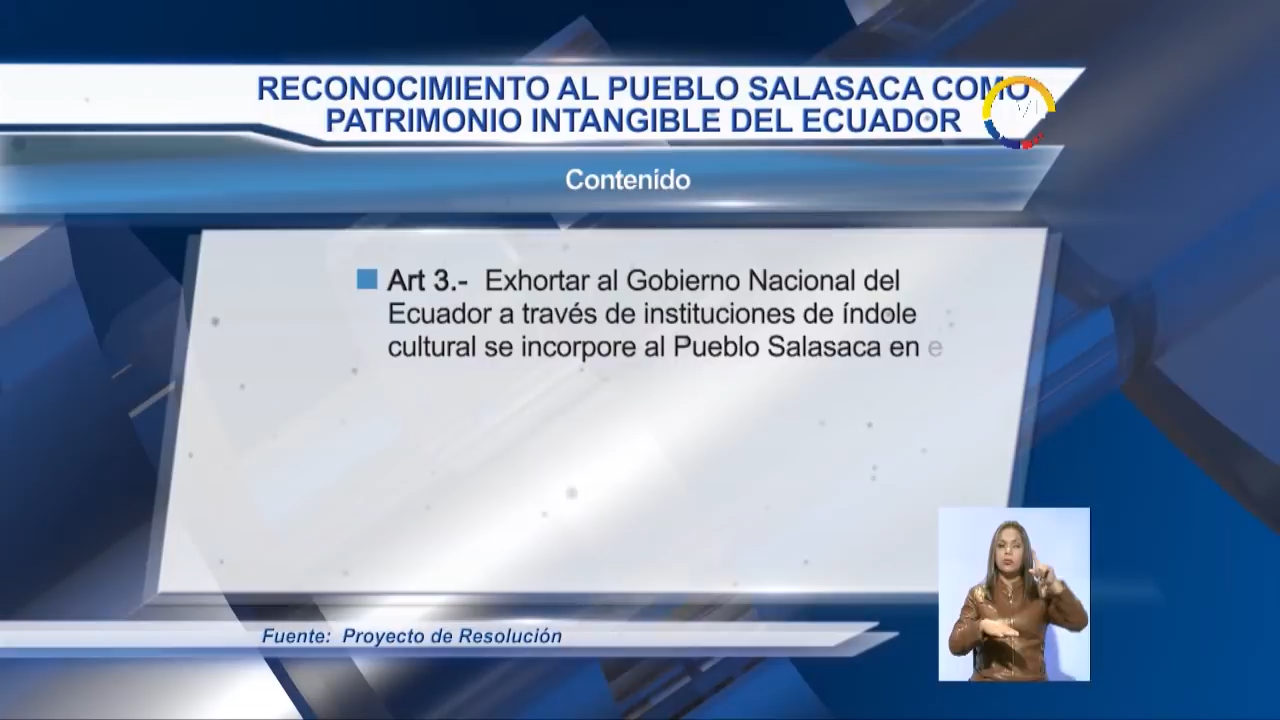 RECONOCIMIENTO AL PUEBLO SALASACA COMO
PATRIMONIO INTANGIBLE DEL ECUADOR
Contenido
Art 3.- Exhortar al Gobierno Nacional del
Ecuador a través de instituciones de índole
cultural se incorpore al Pueblo Salasaca en e
Fuente: Proyecto de Resolución